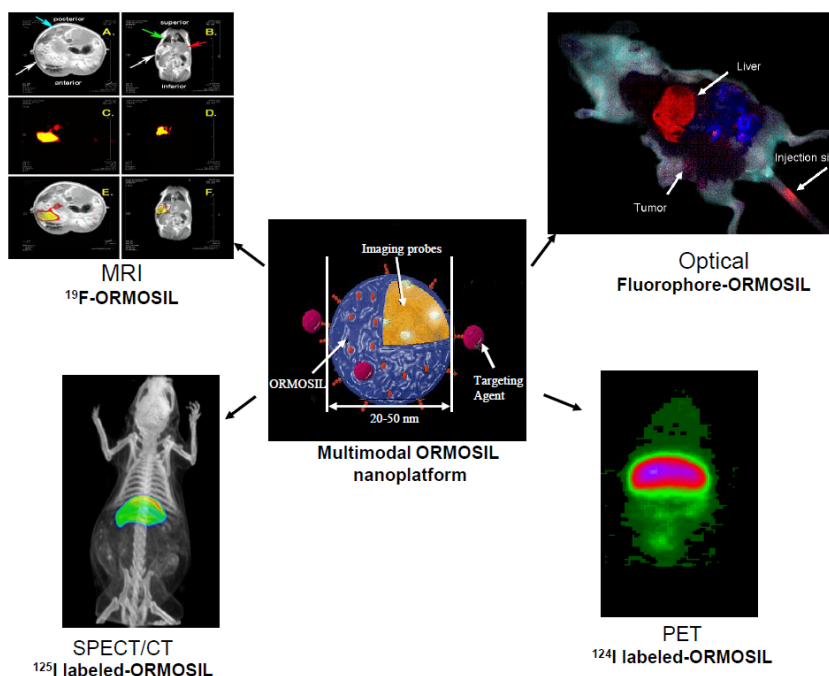 posterior
A.
anterior
superior
B.
inferior
C.
D.
E.
F.
MRI
¹⁹F-ORMOSIL
Liver
Injection si
Tumor
Optical
Fluorophore-ORMOSIL
Imaging probes
ORMOSIL
Targeting
Agent
20-50 nm
Multimodal ORMOSIL
nanoplatform
SPECT/CT
¹²⁵I labeled-ORMOSIL
PET
¹²⁴I labeled-ORMOSIL